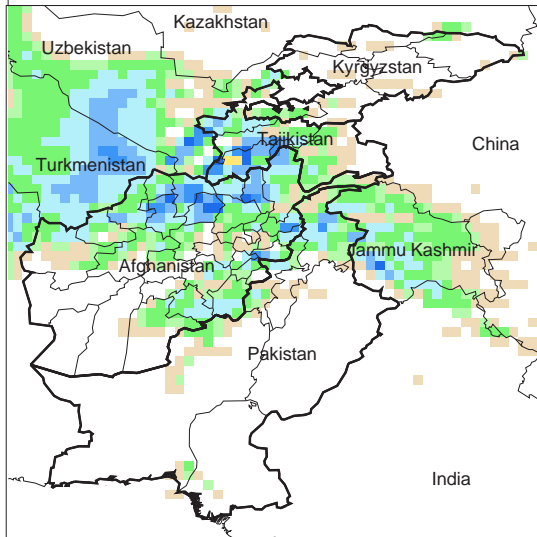 Kazakhstan
Uzbekistan
Kyrgyzstan
Tajikistan
China
Turkmenistan
Jammu Kashmir
Afghanistan
Pakistan
India